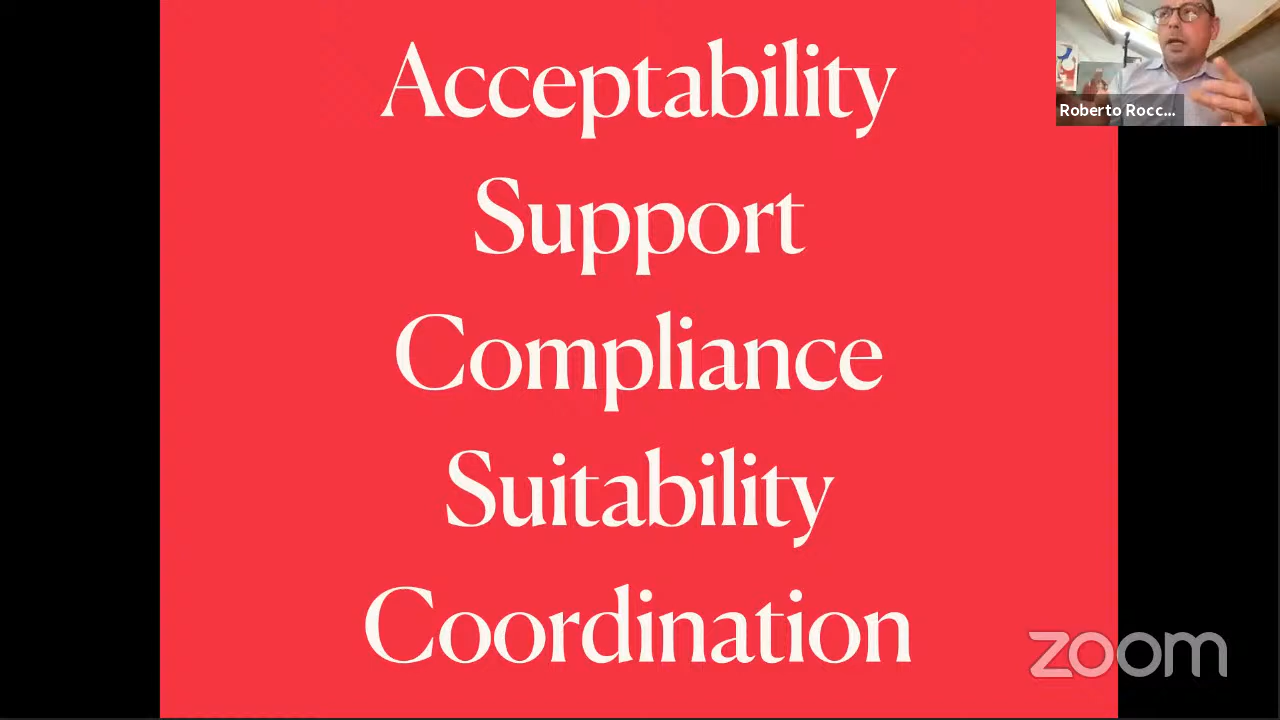 Acceptability
Support
Compliance
Suitability
Coordination
Roberto Rocc...
zoom